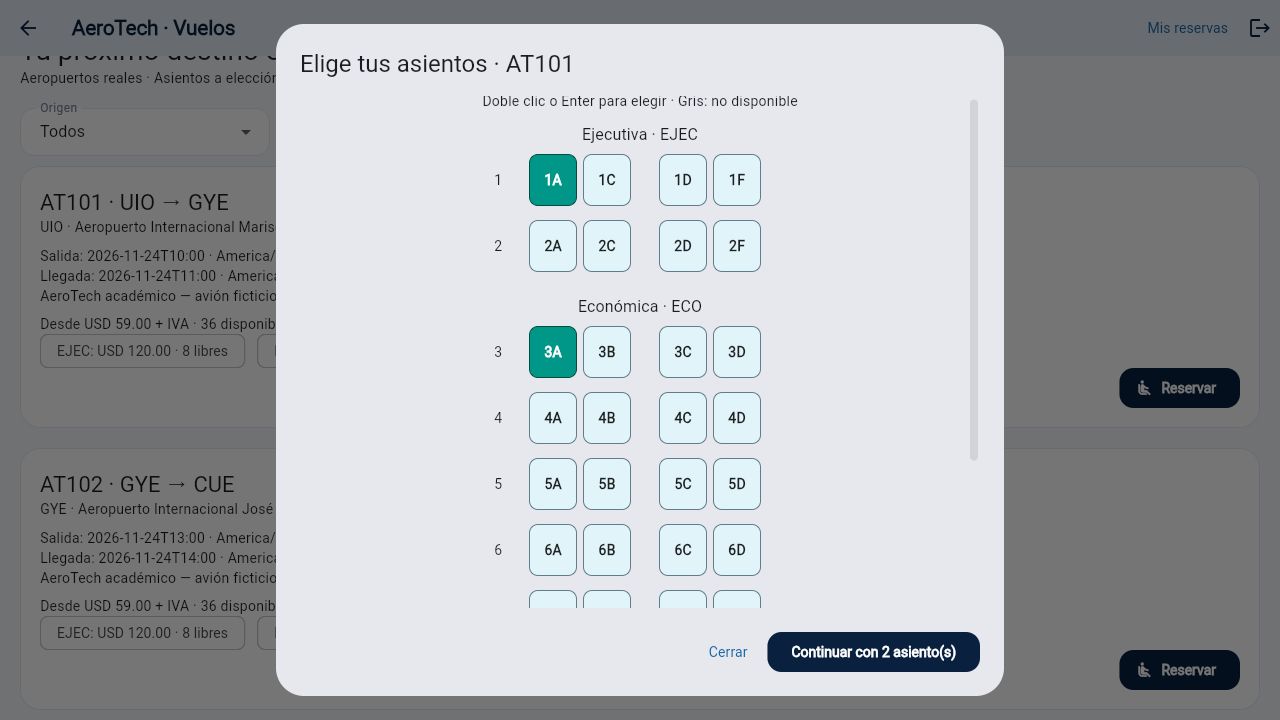 AeroTech · Vuelos
Mis reservas
Aeropuertos reales · Asientos a elección
Origen
Todos
AT101 · UIO → GYE
UIO · Aeropuerto Internacional Maris
Salida: 2026-11-24T10:00 · America/
Llegada: 2026-11-24T11:00 · America
AeroTech académico — avión ficticio
Desde USD 59.00 + IVA · 36 disponib
EJEC: USD 120.00 · 8 libres
Reservar
AT102 · GYE → CUE
GYE · Aeropuerto Internacional José
Salida: 2026-11-24T13:00 · America/
Llegada: 2026-11-24T14:00 · America
AeroTech académico — avión ficticio
Desde USD 59.00 + IVA · 36 disponib
EJEC: USD 120.00 · 8 libres
Reservar
Elige tus asientos · AT101
Doble clic o Enter para elegir · Gris: no disponible
Ejecutiva · EJEC
1 1A 1C 1D 1F
2 2A 2C 2D 2F
Económica · ECO
3 3A 3B 3C 3D
4 4A 4B 4C 4D
5 5A 5B 5C 5D
6 6A 6B 6C 6D
Cerrar
Continuar con 2 asiento(s)